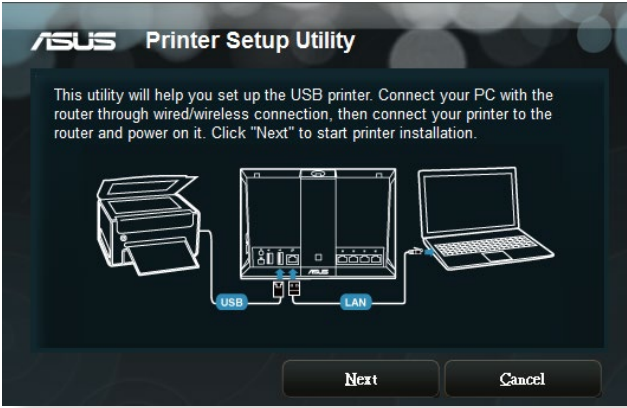 ASUS Printer Setup Utility
This utility will help you set up the USB printer. Connect your PC with the
router through wired/wireless connection, then connect your printer to the
router and power on it. Click "Next" to start printer installation.
ASUS
USB
LAN
Next
Cancel